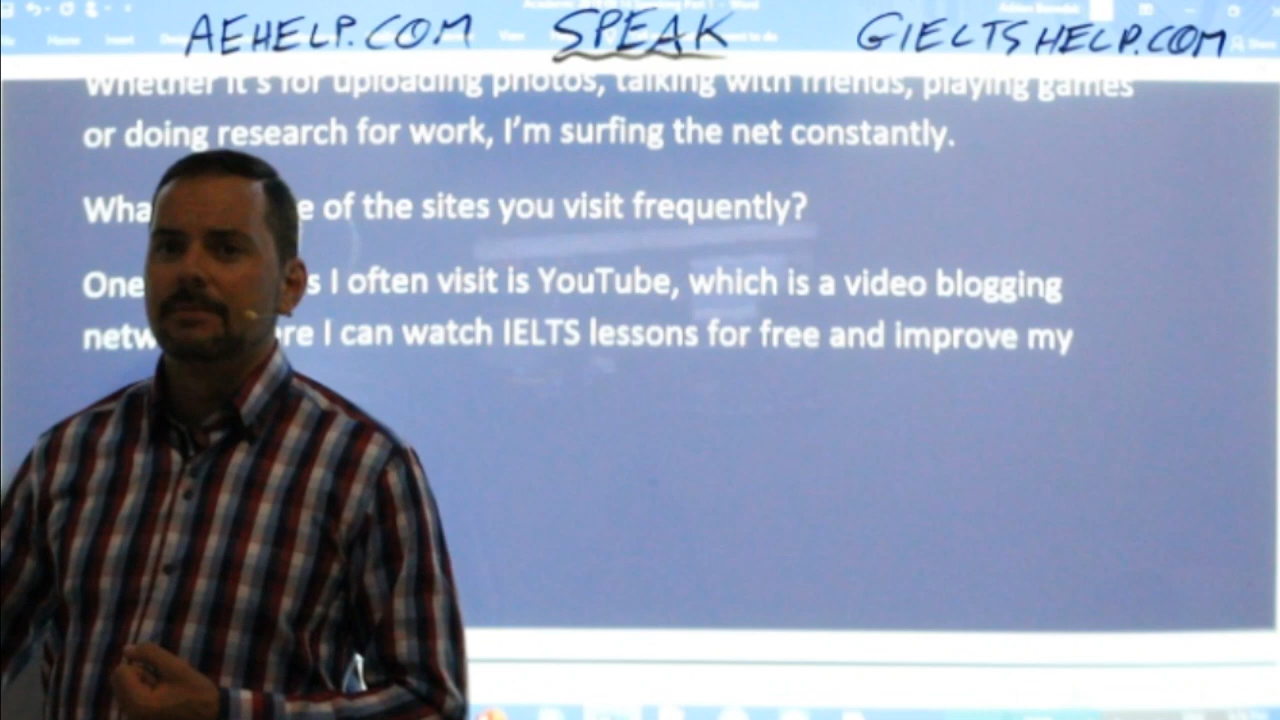 AEHELP.COM SPEAK GIELTSHELP.COM
Home Insert
Whether it's for uploading photos, talking with friends, playing games
or doing research for work, I'm surfing the net constantly.
Wha e of the sites you visit frequently?
One s I often visit is YouTube, which is a video blogging
netw re I can watch IELTS lessons for free and improve my